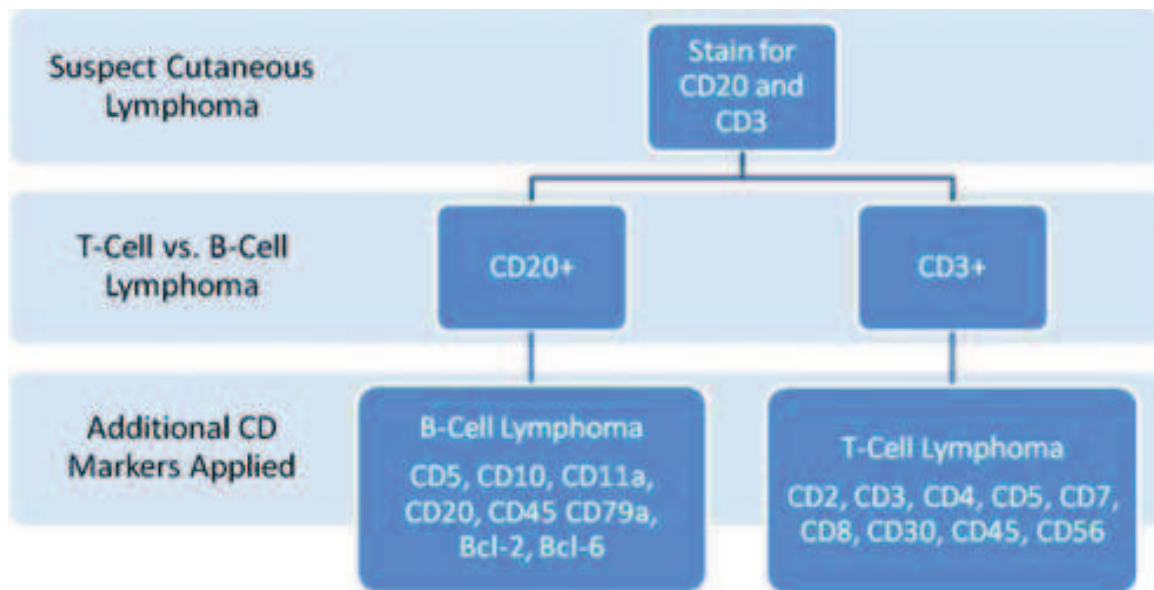 Suspect Cutaneous
Lymphoma
Stain for
CD20 and
CD3
T-Cell vs. B-Cell
Lymphoma
CD20+
CD3+
Additional CD
Markers Applied
B-Cell Lymphoma
CD5, CD10, CD11a,
CD20, CD45 CD79a,
Bcl-2, Bcl-6
T-Cell Lymphoma
CD2, CD3, CD4, CD5, CD7,
CD8, CD30, CD45, CD56